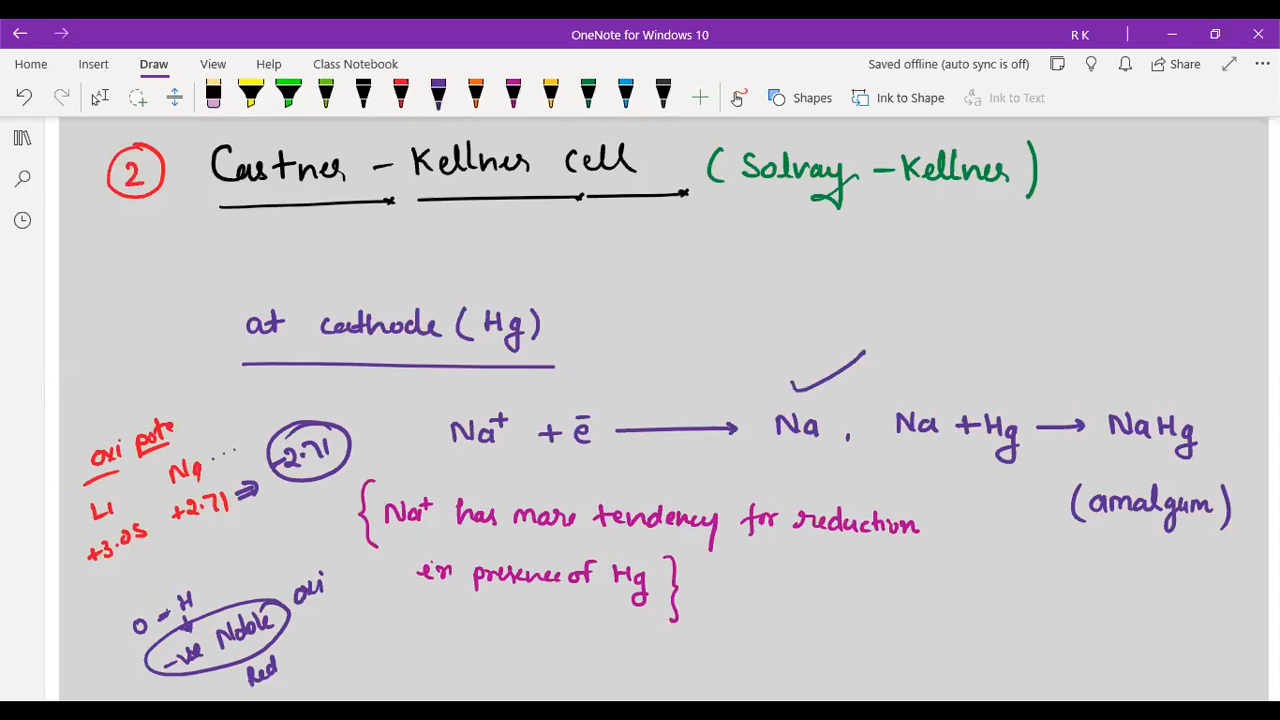 OneNote for Windows 10
R K
Home Insert Draw View Help Class Notebook
Saved offline (auto sync is off)
Share
Shapes
Ink to Shape
Ink to Text
2 Castner - Kellner cell (Solvay - Kellner)
at cathode (Hg)
Na⁺ + ē → Na, Na + Hg → NaHg
(amalgum)
{ Na⁺ has more tendency for reduction
in presence of Hg }
oxi pote
Li Na ...
+3.05 +2.71 ⇒ -2.71
O - H
-ve Noble oxi
Red